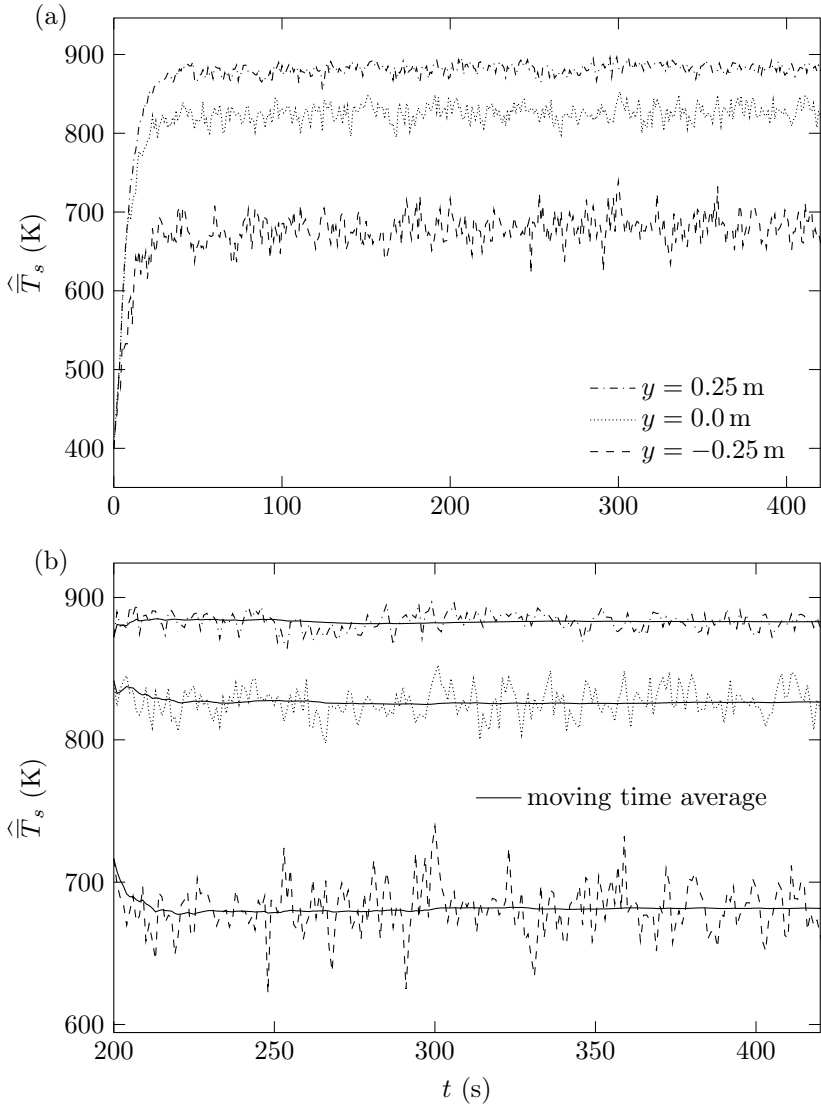 (a)
900
800
700
600
500
400
T̿̂ₛ (K)
y = 0.25 m
y = 0.0 m
y = −0.25 m
0 100 200 300 400
(b)
900
800
700
600
T̿̂ₛ (K)
moving time average
200 250 300 350 400
t (s)